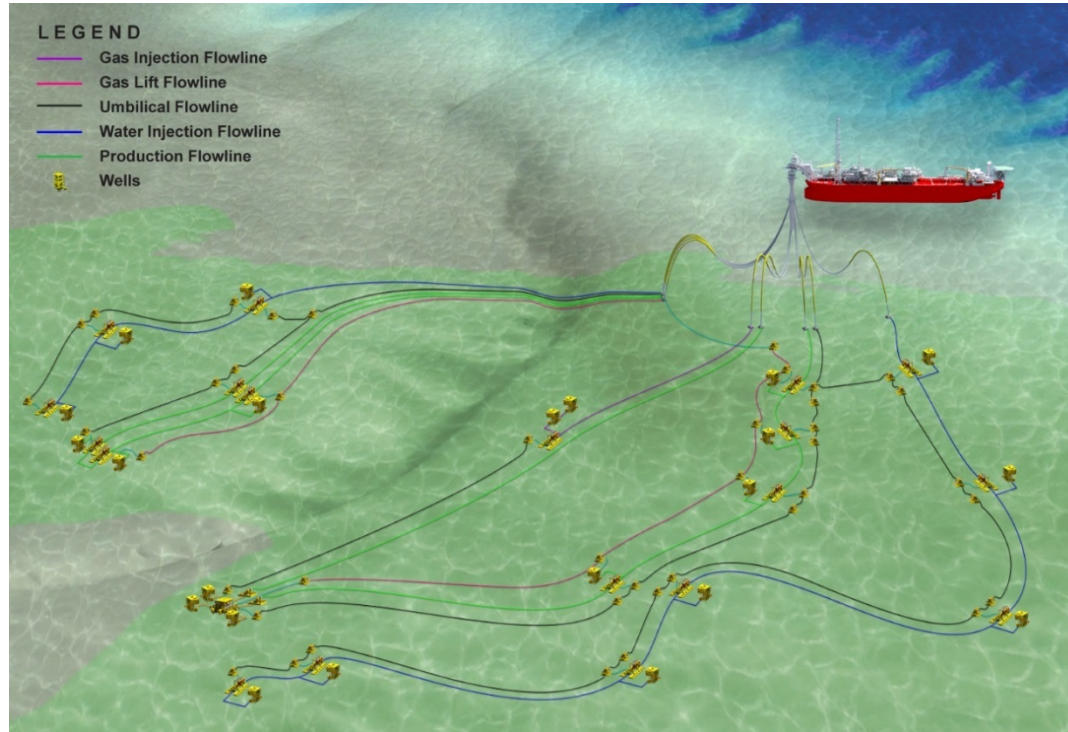 LEGEND
Gas Injection Flowline
Gas Lift Flowline
Umbilical Flowline
Water Injection Flowline
Production Flowline
Wells